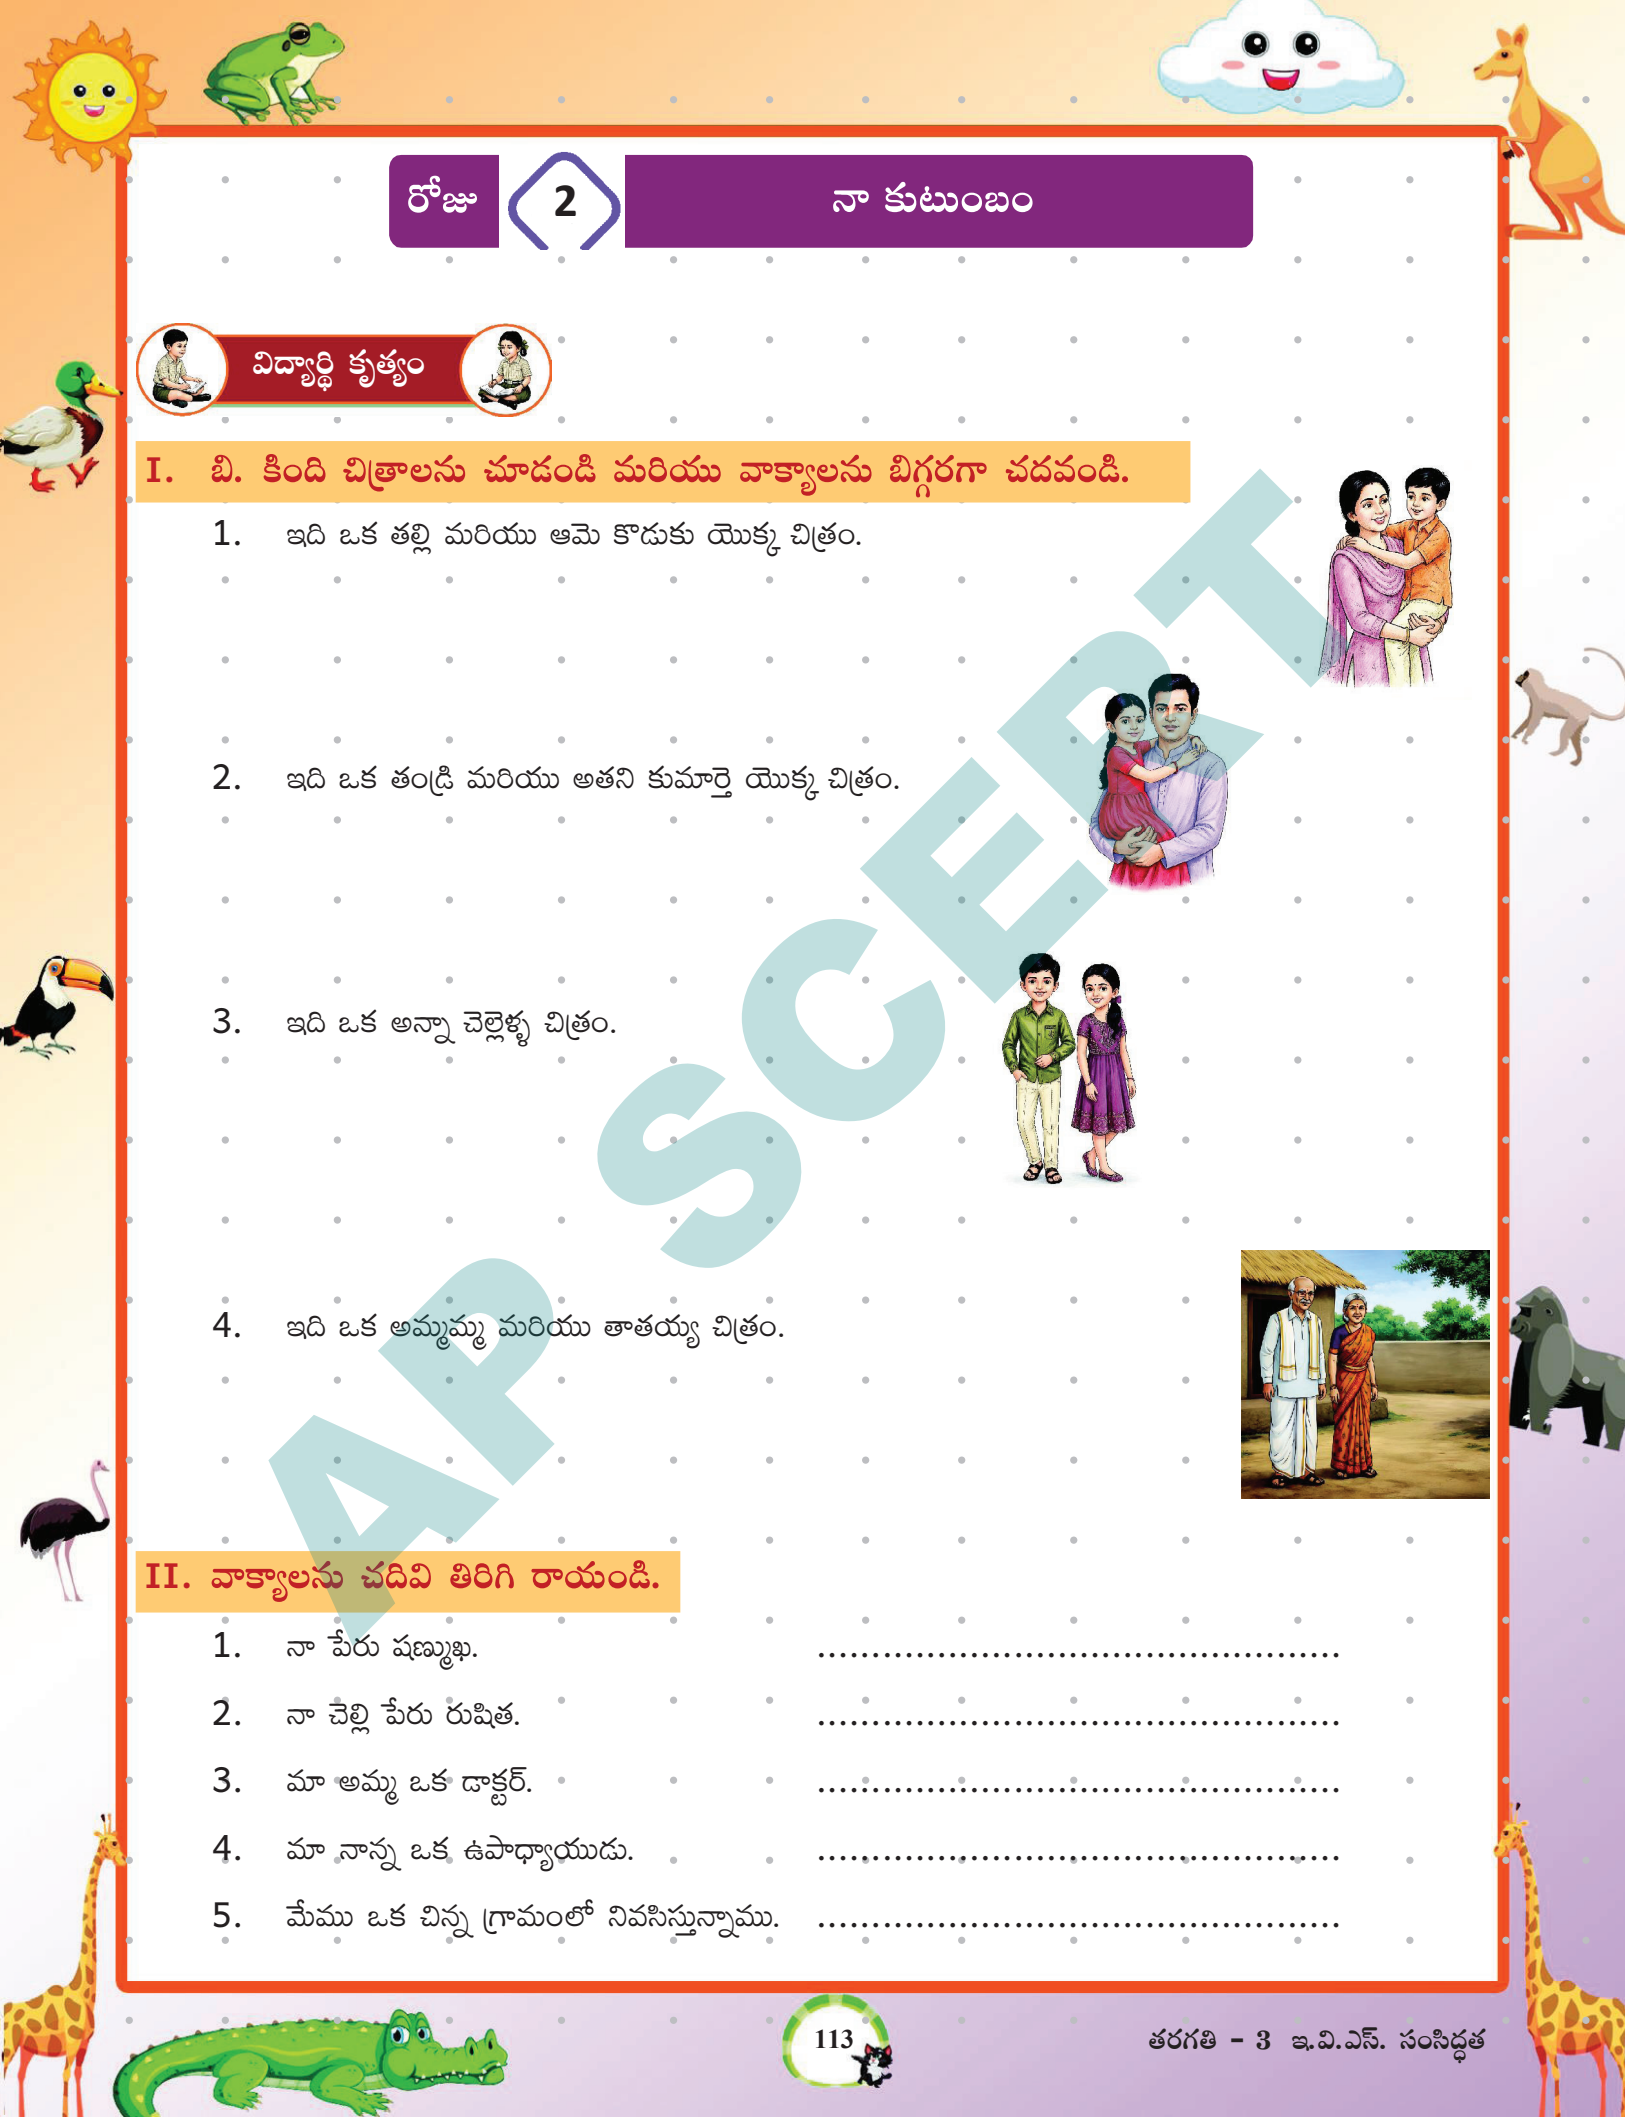 రోజు 2 నా కుటుంబం
విద్యార్థి కృత్యం
I. బి. కింది చిత్రాలను చూడండి మరియు వాక్యాలను బిగ్గరగా చదవండి.
1. ఇది ఒక తల్లి మరియు ఆమె కొడుకు యొక్క చిత్రం.
2. ఇది ఒక తండ్రి మరియు అతని కుమార్తె యొక్క చిత్రం.
3. ఇది ఒక అన్నా చెల్లెళ్ళ చిత్రం.
4. ఇది ఒక అమ్మమ్మ మరియు తాతయ్య చిత్రం.
AP SCERT
II. వాక్యాలను చదివి తిరిగి రాయండి.
1. నా పేరు షణ్ముఖ. ................................................
2. నా చెల్లి పేరు రుషిత. ................................................
3. మా అమ్మ ఒక డాక్టర్. ................................................
4. మా నాన్న ఒక ఉపాధ్యాయుడు. ................................................
5. మేము ఒక చిన్న గ్రామంలో నివసిస్తున్నాము. ................................................
113
తరగతి - 3 ఇ.వి.ఎస్. సంసిద్ధత